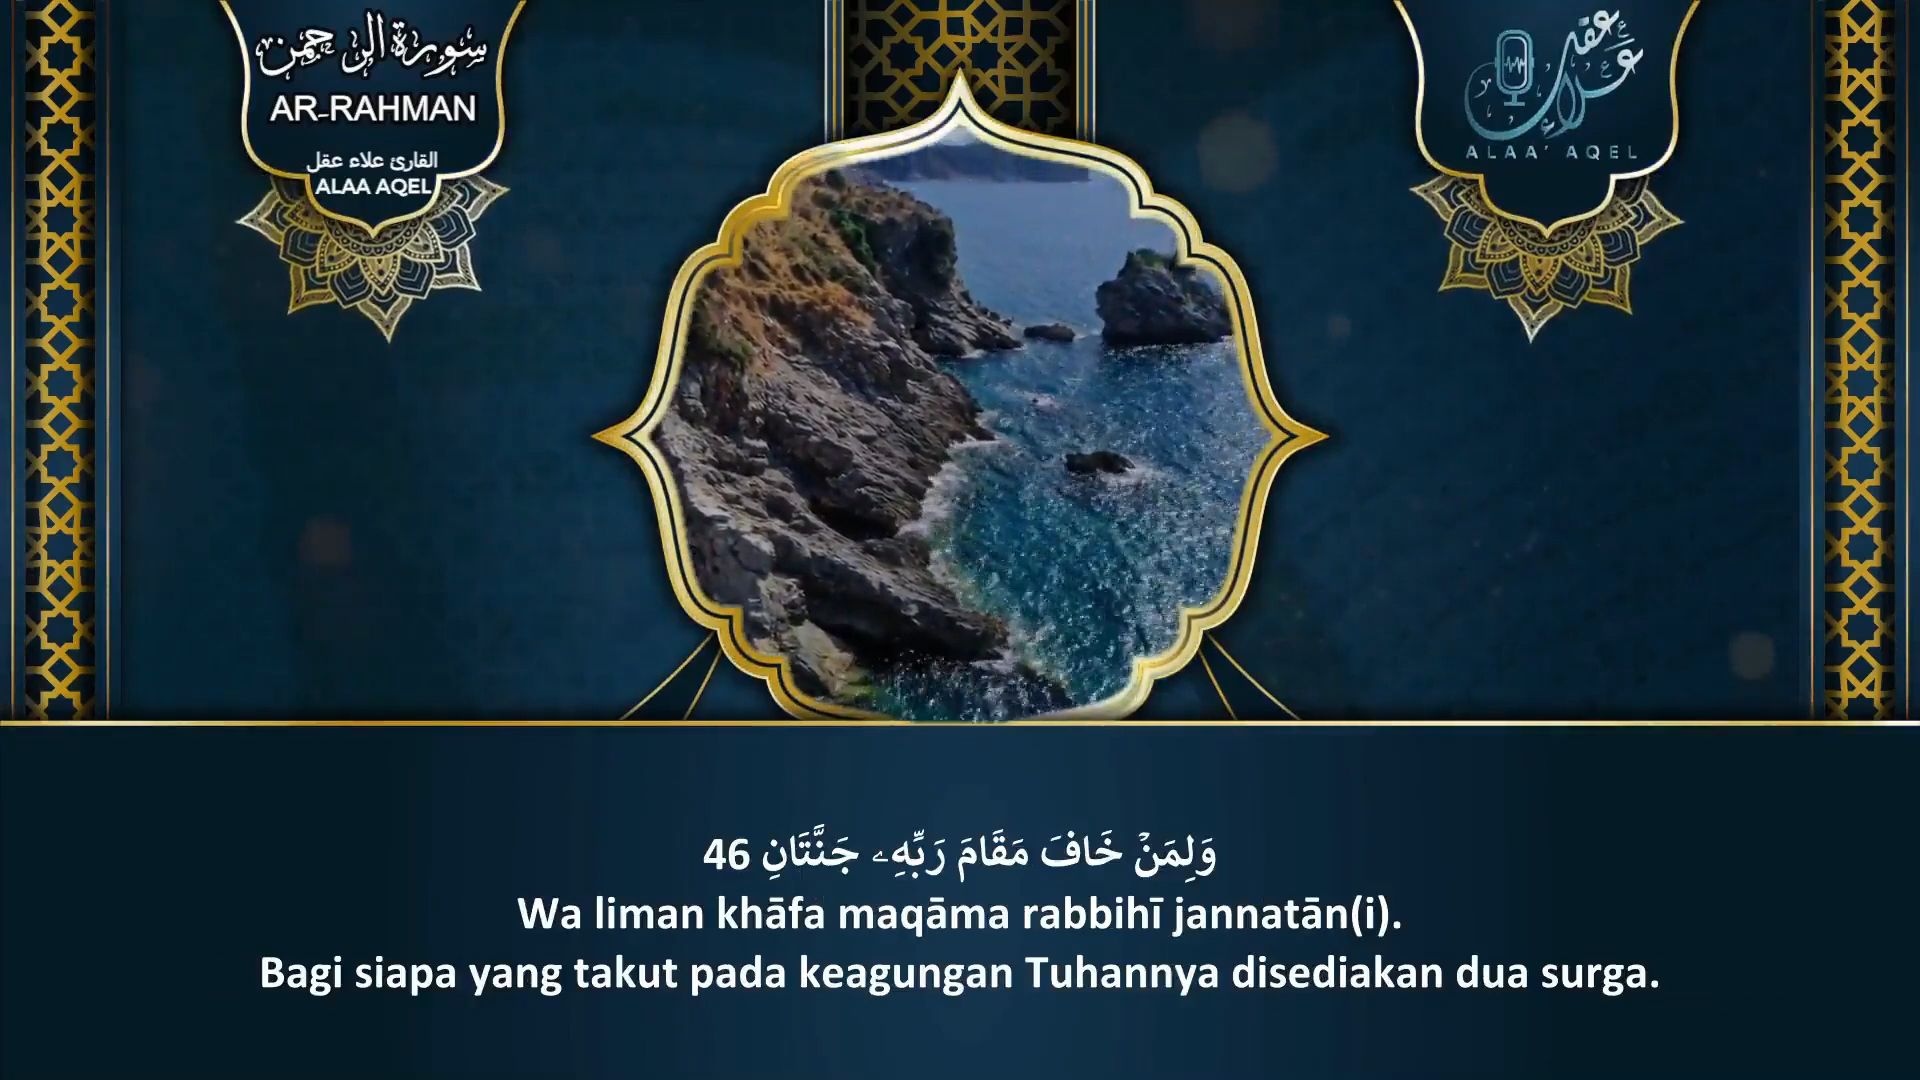 سورة الرحمن
AR-RAHMAN
القارئ علاء عقل
ALAA AQEL
علاء عقل
ALAA' AQEL
وَلِمَنْ خَافَ مَقَامَ رَبِّهِۦ جَنَّتَانِ 46
Wa liman khāfa maqāma rabbihī jannatān(i).
Bagi siapa yang takut pada keagungan Tuhannya disediakan dua surga.